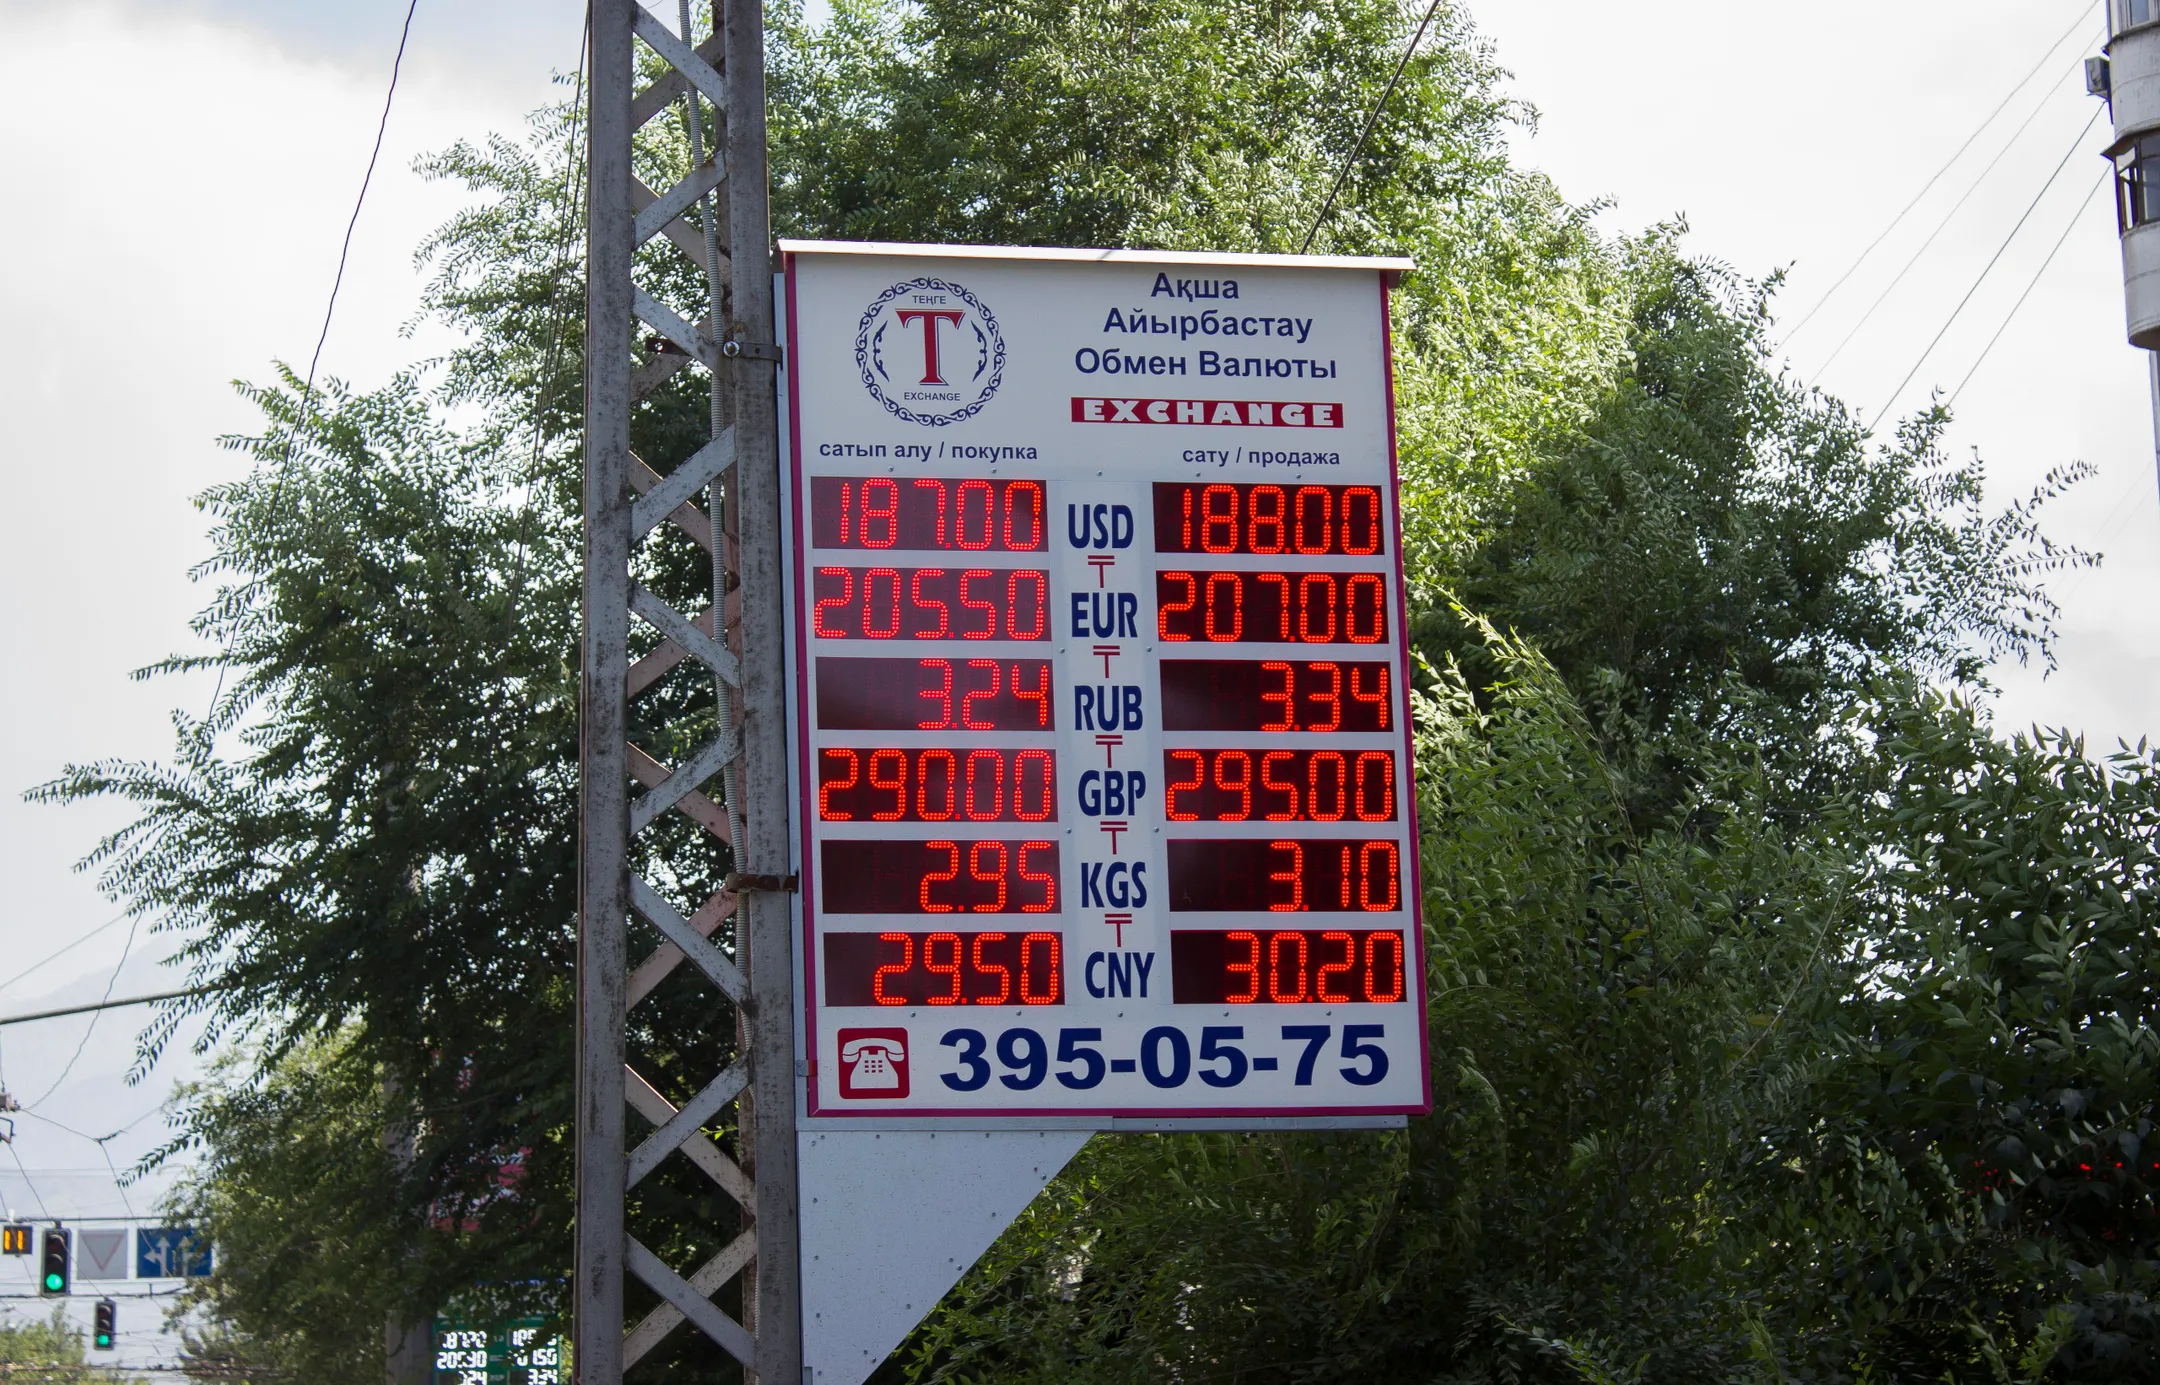 ТЕҢГЕ
T
EXCHANGE
Ақша
Айырбастау
Обмен Валюты
EXCHANGE
сатып алу / покупка сату / продажа
187.00 USD 188.00
205.50 EUR 207.00
3.24 RUB 3.34
290.00 GBP 295.00
2.95 KGS 3.10
29.50 CNY 30.20
395-05-75
11